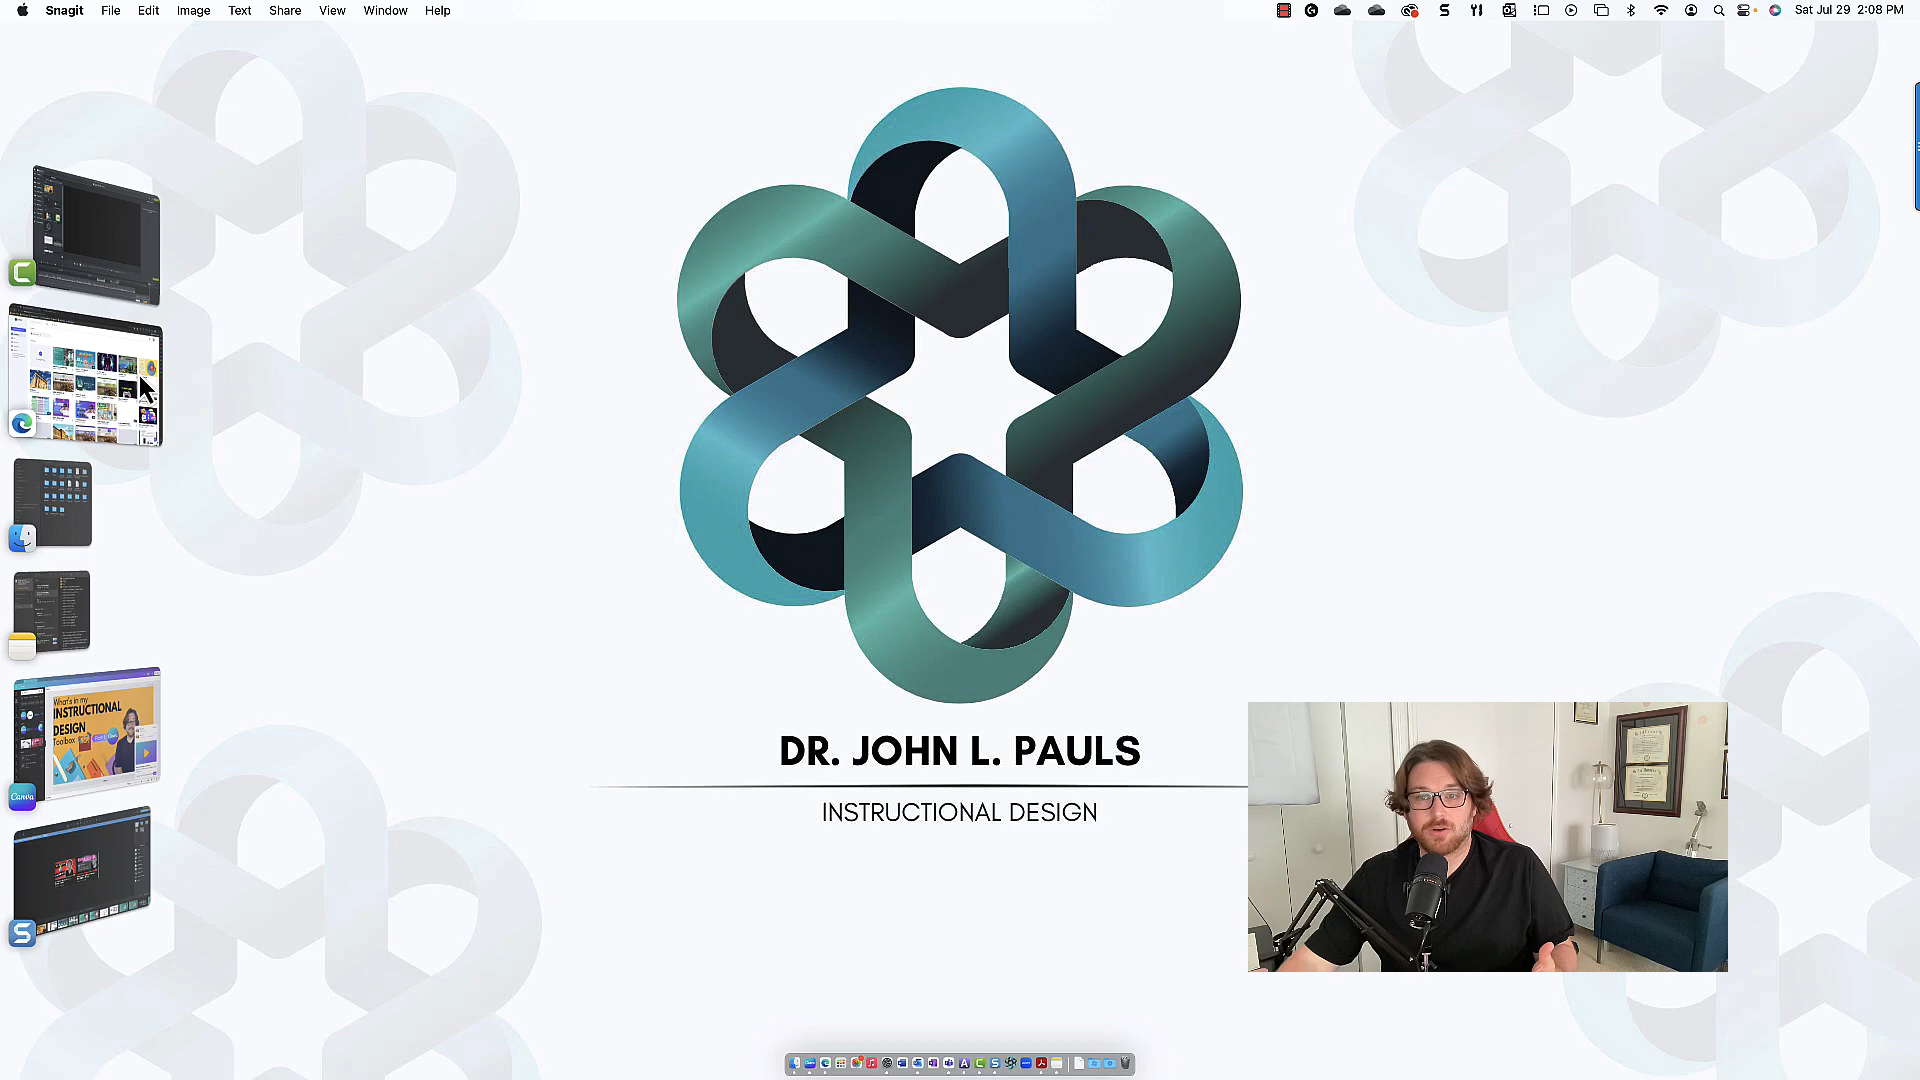 Snagit File Edit Image Text Share View Window Help
Sat Jul 29 2:08 PM
What's in my
INSTRUCTIONAL
DESIGN
Toolbox
Canva
DR. JOHN L. PAULS
INSTRUCTIONAL DESIGN